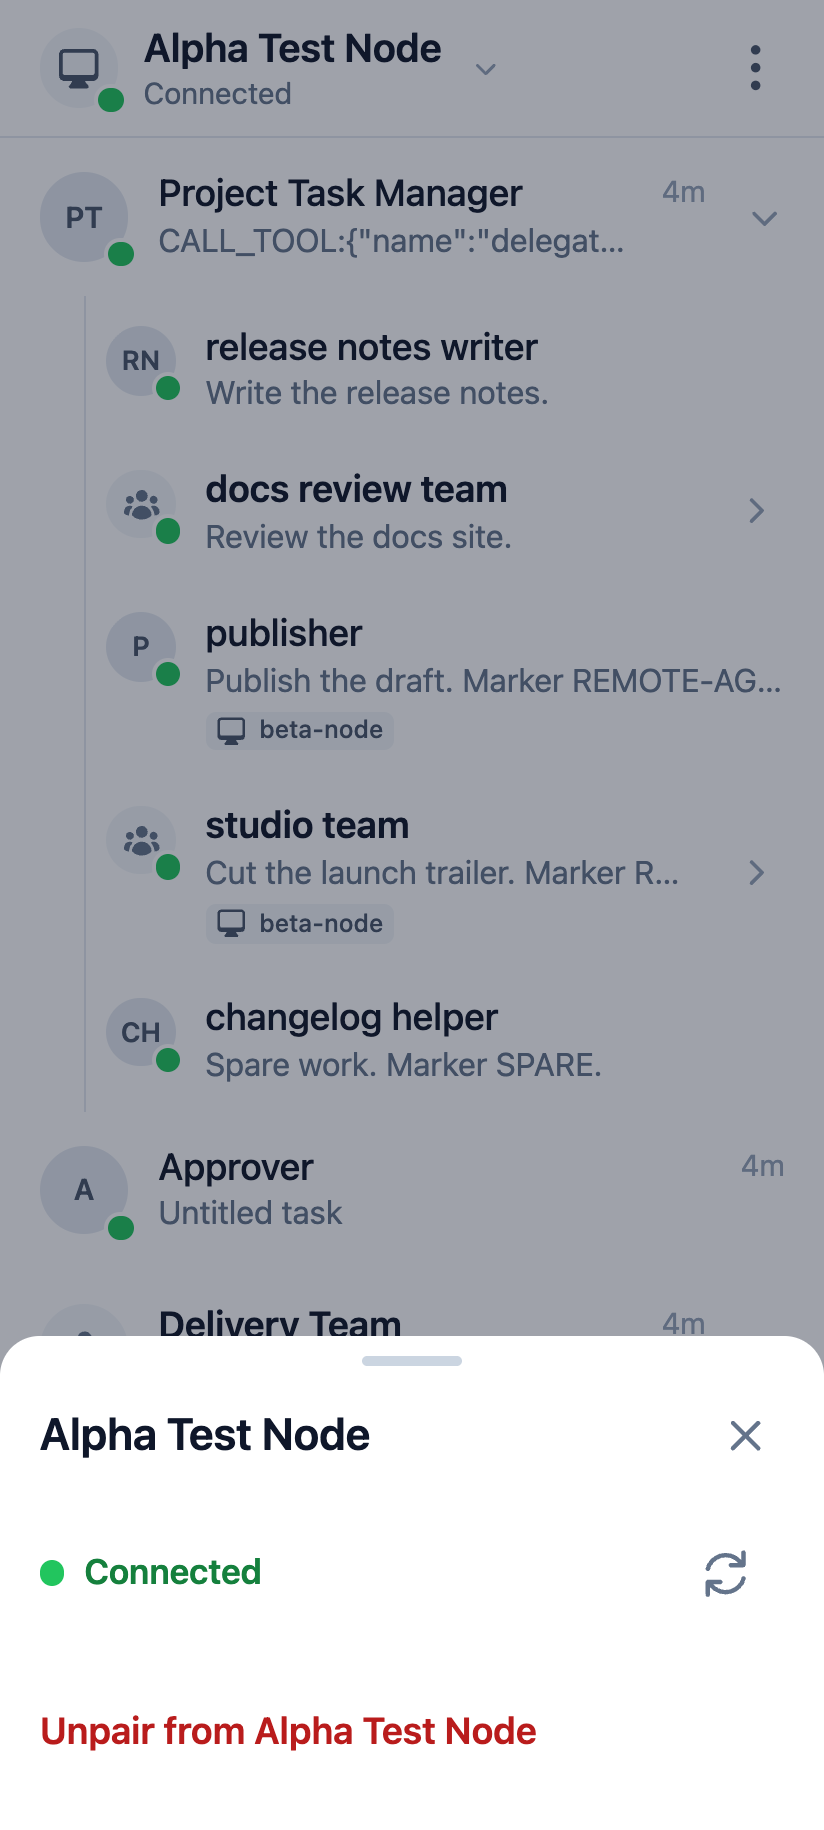 Alpha Test Node
Connected
PT
Project Task Manager
4m
CALL_TOOL:{"name":"delegat...
RN
release notes writer
Write the release notes.
docs review team
Review the docs site.
P
publisher
Publish the draft. Marker REMOTE-AG...
beta-node
studio team
Cut the launch trailer. Marker R...
beta-node
CH
changelog helper
Spare work. Marker SPARE.
A
Approver
4m
Untitled task
Delivery Team
4m
Alpha Test Node
Connected
Unpair from Alpha Test Node